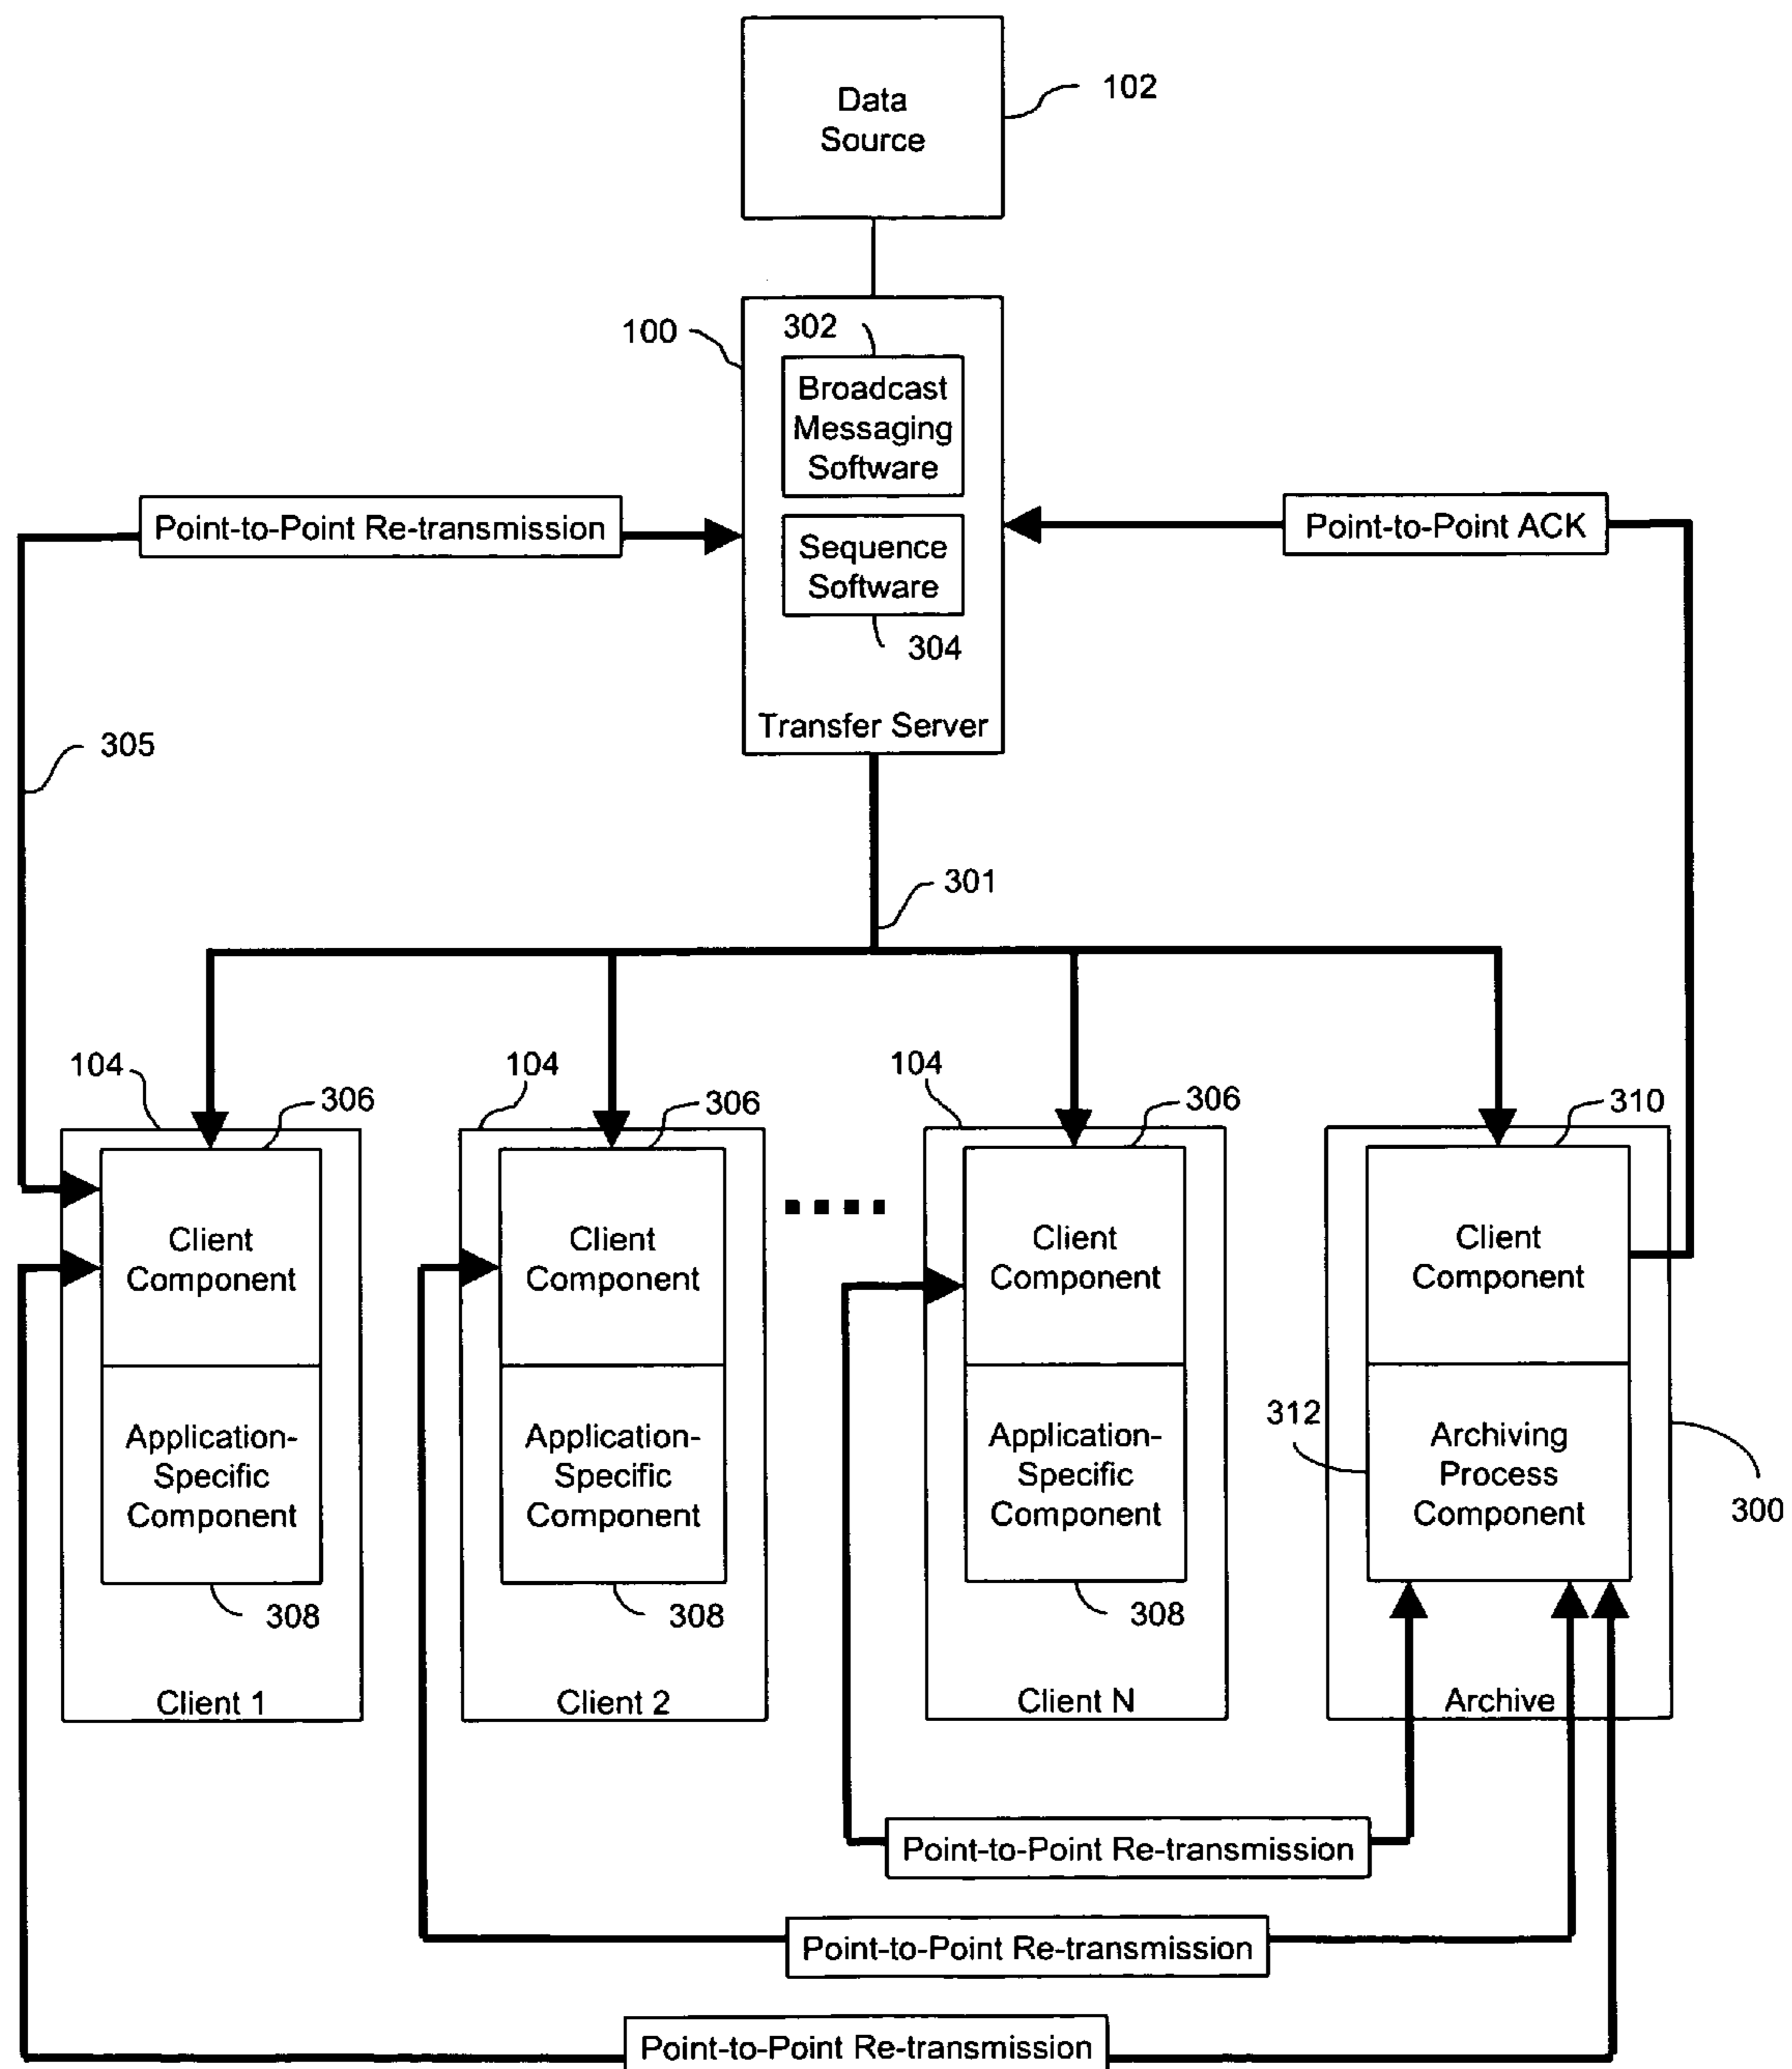 Data
Source
102
100
302
Broadcast
Messaging
Software
Point-to-Point Re-transmission
Point-to-Point ACK
Sequence
Software
304
Transfer Server
305
301
104
306
104
306
104
306
310
Client
Component
Client
Component
Client
Component
Client
Component
Application-
Specific
Component
Application-
Specific
Component
Application-
Specific
Component
312
Archiving
Process
Component
300
308
308
308
Client 1
Client 2
Client N
Archive
Point-to-Point Re-transmission
Point-to-Point Re-transmission
Point-to-Point Re-transmission